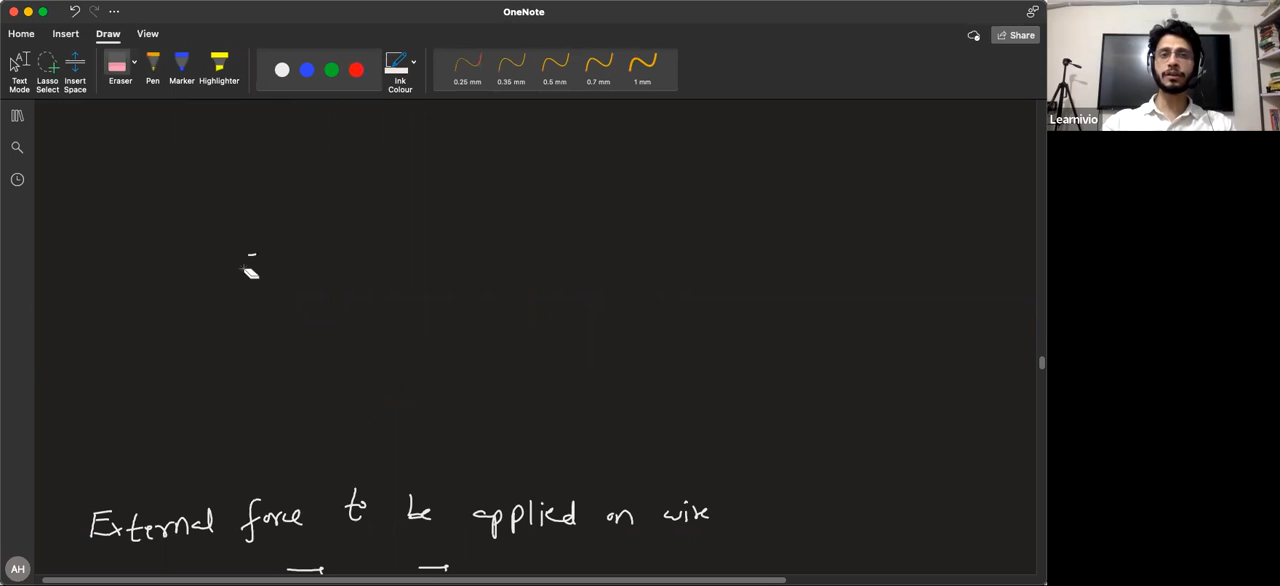 OneNote
Home Insert Draw View
Share
Text Mode
Lasso Select
Insert Space
Eraser
Pen
Marker
Highlighter
Ink Colour
0.25 mm
0.35 mm
0.5 mm
0.7 mm
1 mm
Learnivio
External force to be applied on wire
AH